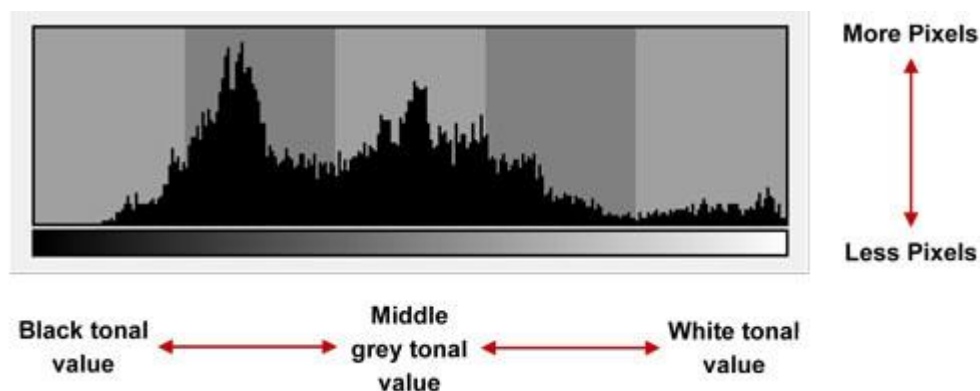 More Pixels
Less Pixels
Black tonal
value
Middle
grey tonal
value
White tonal
value